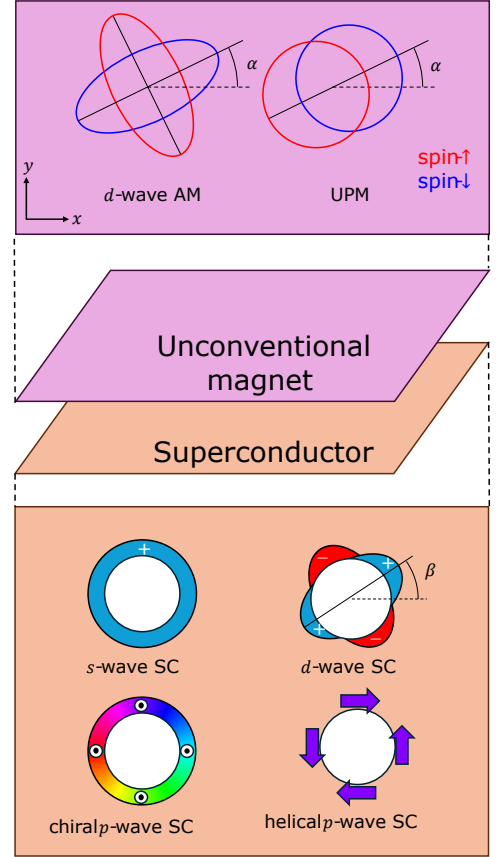 α
α
spin-↑
spin-↓
y
x
d-wave AM
UPM
Unconventional
magnet
Superconductor
+
−
+
β
+
−
s-wave SC
d-wave SC
chiral p-wave SC
helical p-wave SC